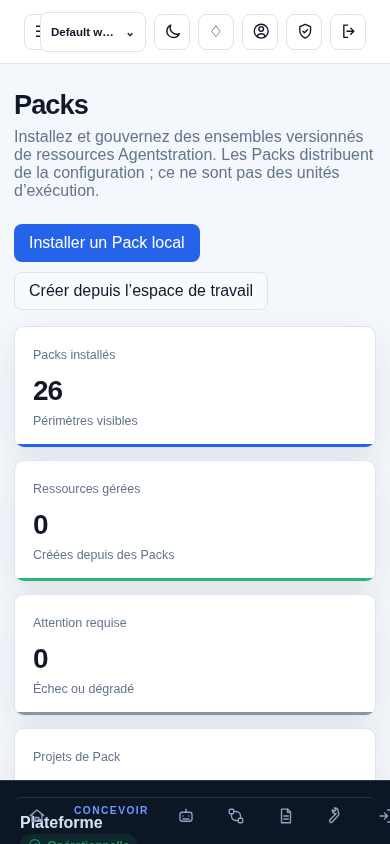 Default w...
Packs
Installez et gouvernez des ensembles versionnés
de ressources Agentstration. Les Packs distribuent
de la configuration ; ce ne sont pas des unités
d’exécution.
Installer un Pack local
Créer depuis l’espace de travail
Packs installés
26
Périmètres visibles
Ressources gérées
0
Créées depuis des Packs
Attention requise
0
Échec ou dégradé
Projets de Pack
CONCEVOIR
Plateforme
Opérationnelle